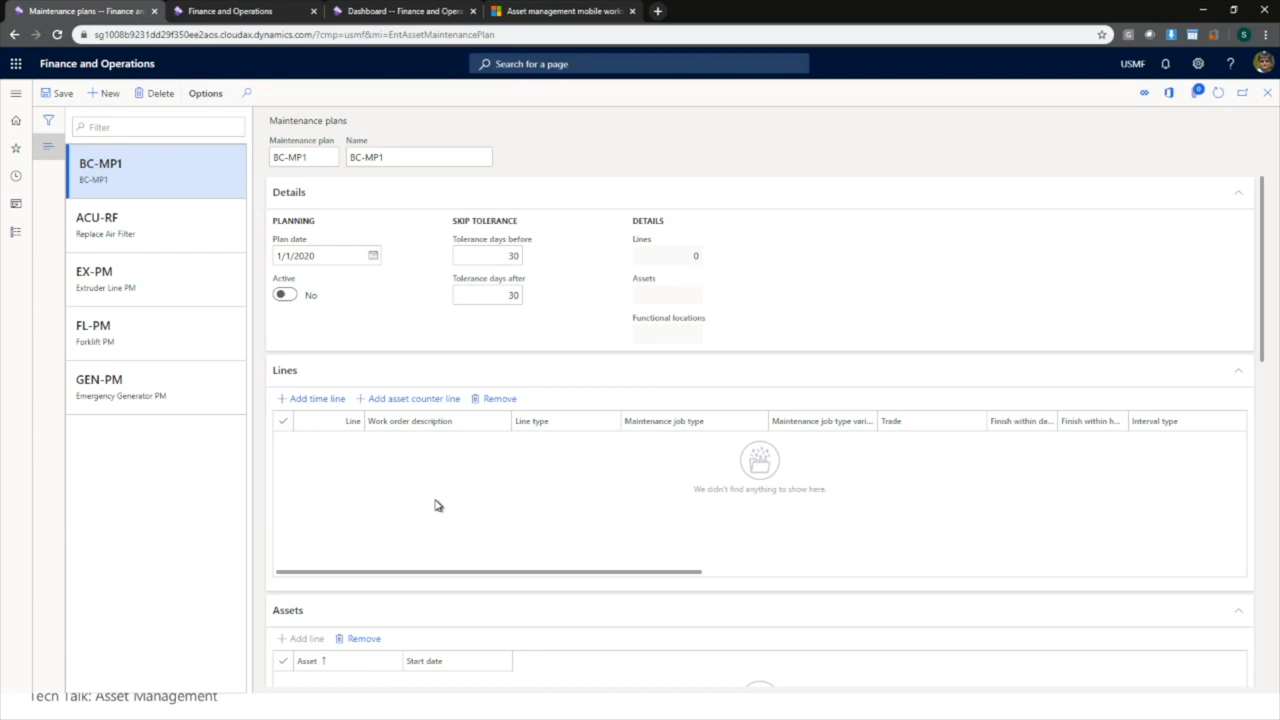 Maintenance plans -- Finance an
Finance and Operations
Dashboard -- Finance and Opera
Asset management mobile works
sg1008b9231dd29f350ee2aos.cloudax.dynamics.com/?cmp=usmf&mi=EntAssetMaintenancePlan
Finance and Operations
Search for a page
USMF
Save
New
Delete
Options
0
Filter
BC-MP1
BC-MP1
ACU-RF
Replace Air Filter
EX-PM
Extruder Line PM
FL-PM
Forklift PM
GEN-PM
Emergency Generator PM
Maintenance plans
Maintenance plan Name
BC-MP1 BC-MP1
Details
PLANNING SKIP TOLERANCE DETAILS
Plan date Tolerance days before Lines
1/1/2020 30 0
Active Tolerance days after Assets
No 30
Functional locations
Lines
Add time line Add asset counter line Remove
Line Work order description Line type Maintenance job type Maintenance job type vari... Trade Finish within da... Finish within h... Interval type
We didn't find anything to show here.
Assets
Add line Remove
Asset Start date
Tech Talk: Asset Management